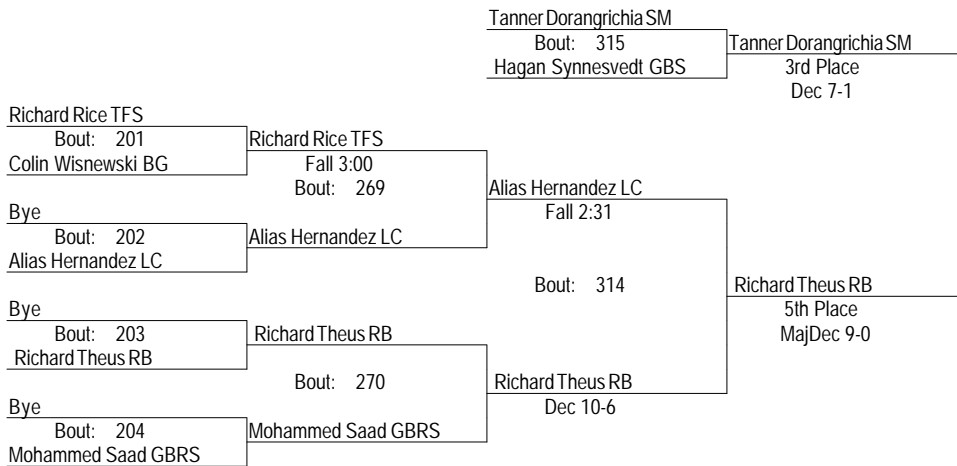 Tanner Dorangrichia SM
Bout: 315
Hagan Synnesvedt GBS
Tanner Dorangrichia SM
3rd Place
Dec 7-1
Richard Rice TFS
Bout: 201
Colin Wisnewski BG
Richard Rice TFS
Fall 3:00
Bout: 269
Bye
Bout: 202
Alias Hernandez LC
Alias Hernandez LC
Alias Hernandez LC
Fall 2:31
Bout: 314
Bye
Bout: 203
Richard Theus RB
Richard Theus RB
Bout: 270
Bye
Bout: 204
Mohammed Saad GBRS
Mohammed Saad GBRS
Richard Theus RB
Dec 10-6
Richard Theus RB
5th Place
MajDec 9-0